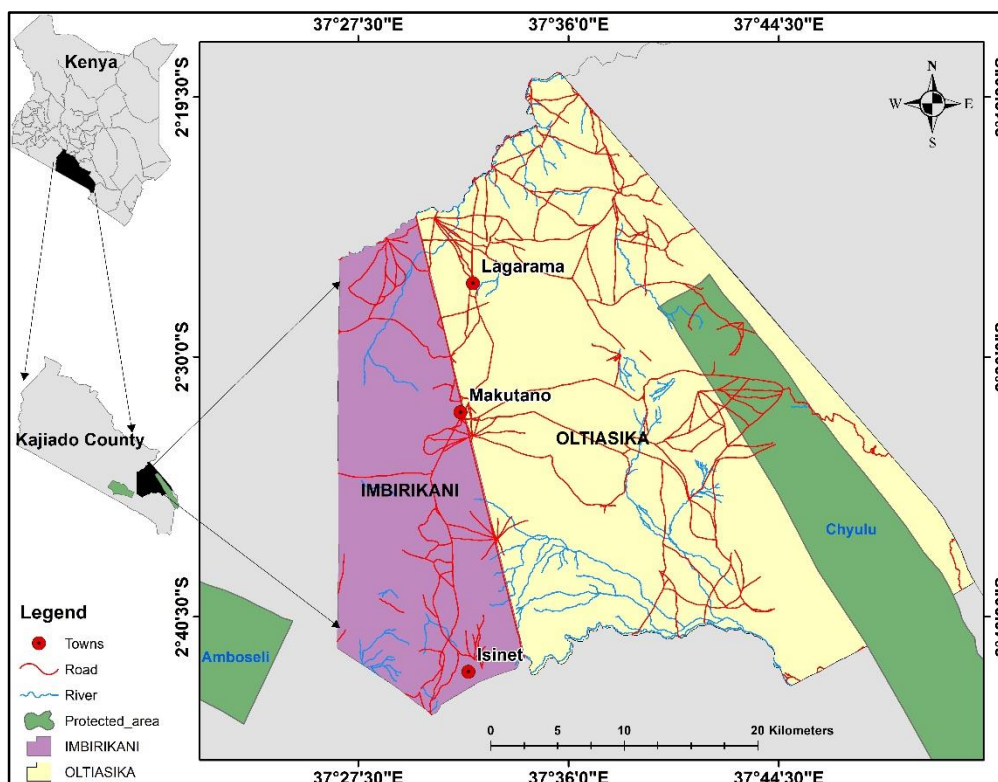 37°27'30"E
37°36'0"E
37°44'30"E
Kenya
N
W
E
S
2°19'30"S
Lagarama
2°30'0"S
Makutano
OLTIASIKA
Kajiado County
IMBIRIKANI
Chyulu
2°40'30"S
Legend
Towns
Road
River
Protected_area
IMBIRIKANI
OLTIASIKA
Amboseli
Isinet
0 5 10 20 Kilometers
37°27'30"E
37°36'0"E
37°44'30"E